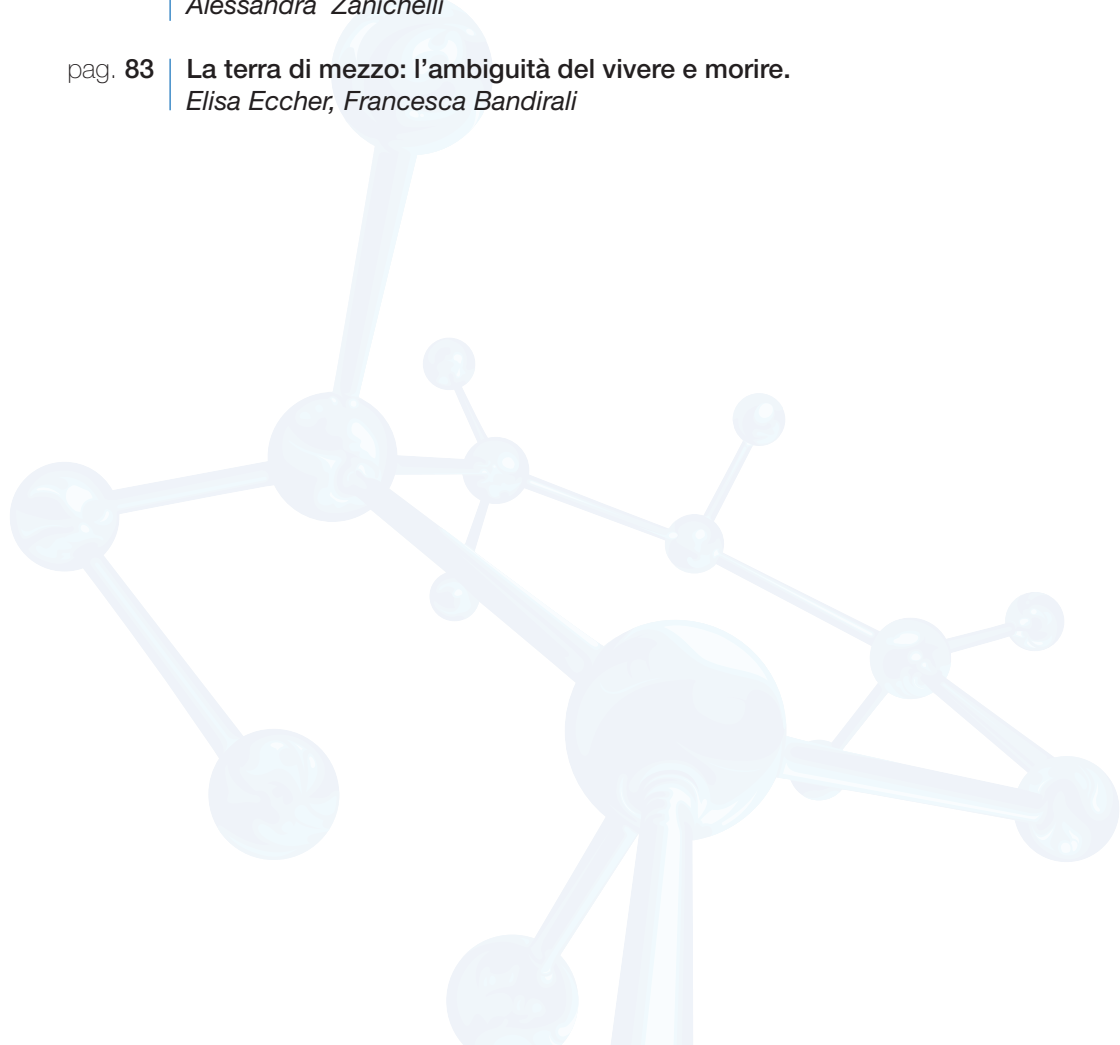 Alessandra Zanichelli
pag. 83 La terra di mezzo: l'ambiguità del vivere e morire.
Elisa Eccher, Francesca Bandirali